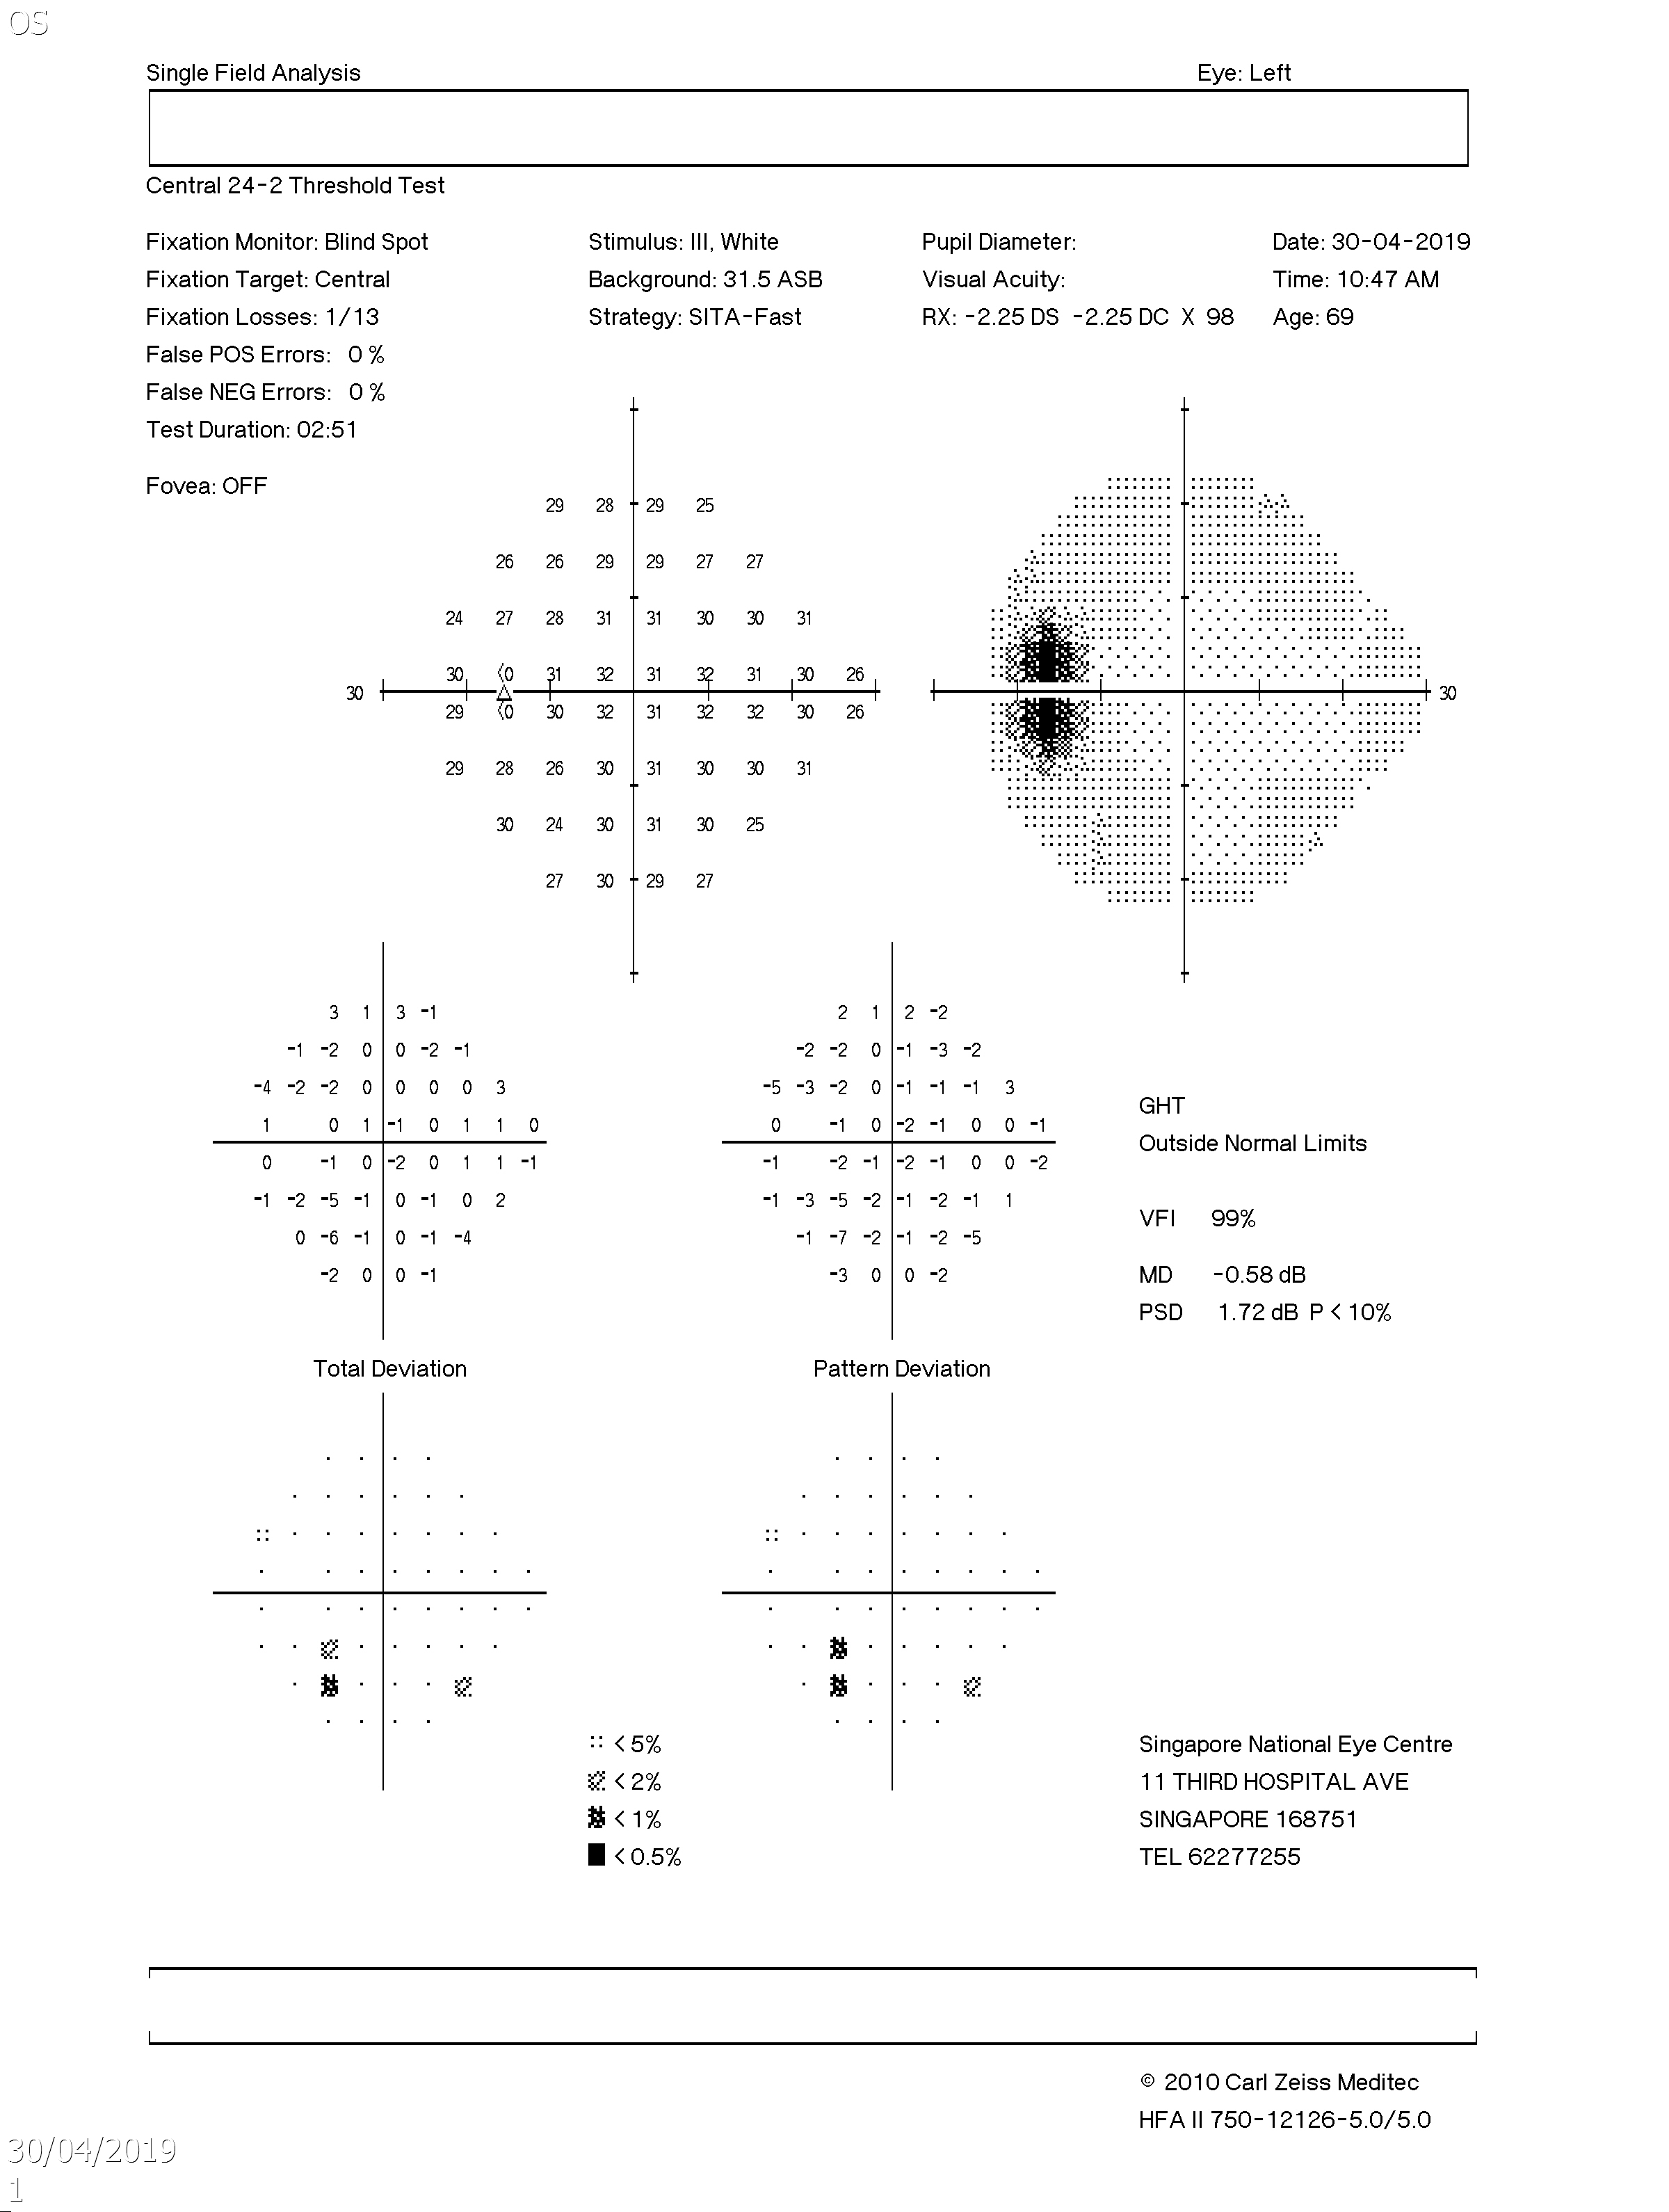 OS
Single Field Analysis Eye: Left
Central 24-2 Threshold Test
Fixation Monitor: Blind Spot Stimulus: III, White Pupil Diameter: Date: 30-04-2019
Fixation Target: Central Background: 31.5 ASB Visual Acuity: Time: 10:47 AM
Fixation Losses: 1/13 Strategy: SITA-Fast RX: -2.25 DS -2.25 DC X 98 Age: 69
False POS Errors: 0 %
False NEG Errors: 0 %
Test Duration: 02:51
Fovea: OFF
29 28 29 25
26 26 29 29 27 27
24 27 28 31 31 30 30 31
30 <0 31 32 31 32 31 30 26
30 30
29 <0 30 32 31 32 32 30 26
29 28 26 30 31 30 30 31
30 24 30 31 30 25
27 30 29 27
3 1 3 -1 2 1 2 -2
-1 -2 0 0 -2 -1 -2 -2 0 -1 -3 -2
-4 -2 -2 0 0 0 0 3 -5 -3 -2 0 -1 -1 -1 3
GHT
1 0 1 -1 0 1 1 0 0 -1 0 -2 -1 0 0 -1
Outside Normal Limits
0 -1 0 -2 0 1 1 -1 -1 -2 -1 -2 -1 0 0 -2
-1 -2 -5 -1 0 -1 0 2 -1 -3 -5 -2 -1 -2 -1 1
VFI 99%
0 -6 -1 0 -1 -4 -1 -7 -2 -1 -2 -5
-2 0 0 -1 -3 0 0 -2
MD -0.58 dB
PSD 1.72 dB P < 10%
Total Deviation Pattern Deviation
< 5% Singapore National Eye Centre
< 2% 11 THIRD HOSPITAL AVE
< 1% SINGAPORE 168751
< 0.5% TEL 62277255
© 2010 Carl Zeiss Meditec
HFA II 750-12126-5.0/5.0
30/04/2019
1